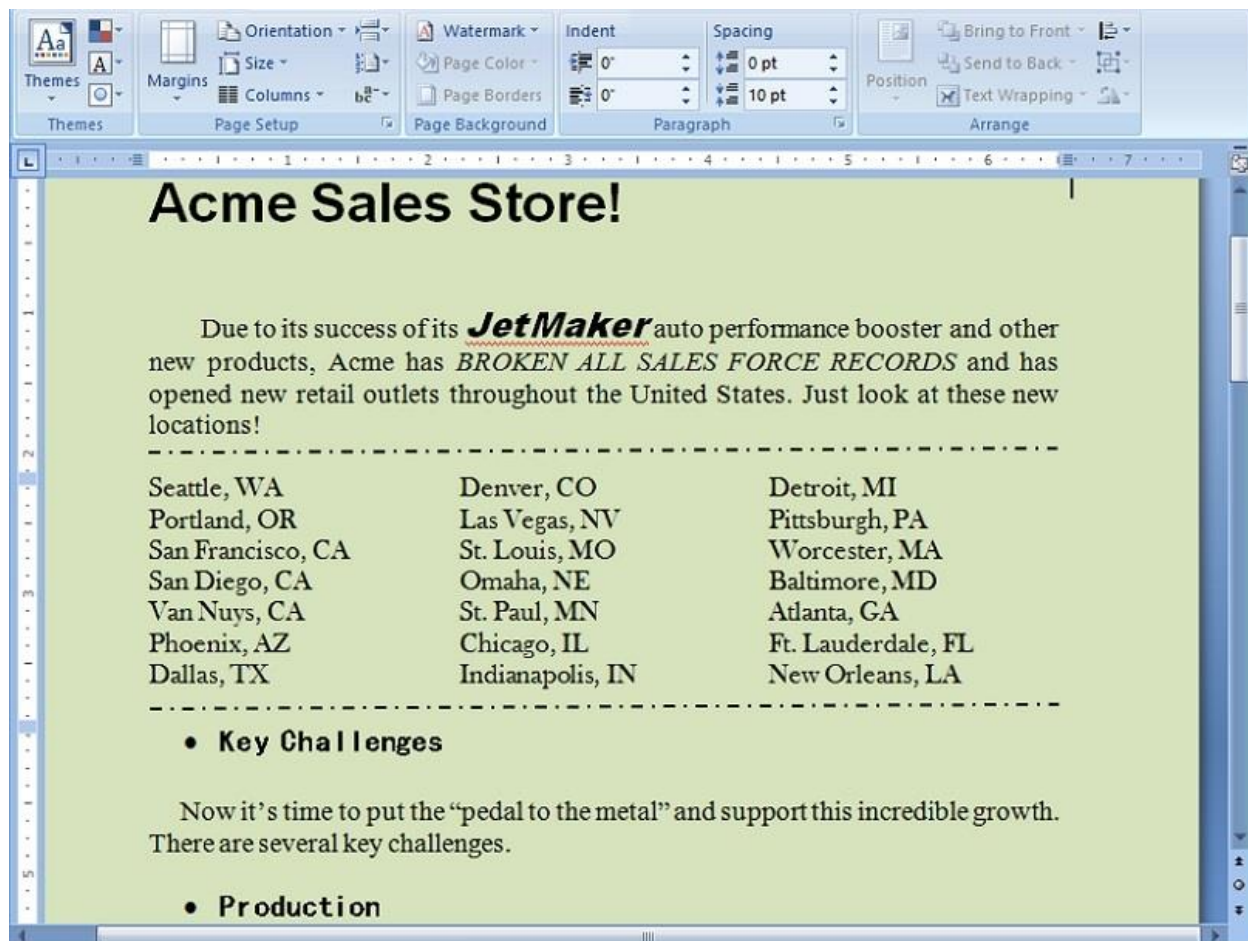 Themes
Margins
Orientation
Size
Columns
Watermark
Page Color
Page Borders
Indent
0"
0"
Spacing
0 pt
10 pt
Position
Bring to Front
Send to Back
Text Wrapping
Themes
Page Setup
Page Background
Paragraph
Arrange
1 2 3 4 5 6 7
Acme Sales Store!
Due to its success of its JetMaker auto performance booster and other
new products, Acme has BROKEN ALL SALES FORCE RECORDS and has
opened new retail outlets throughout the United States. Just look at these new
locations!
Seattle, WA
Portland, OR
San Francisco, CA
San Diego, CA
Van Nuys, CA
Phoenix, AZ
Dallas, TX
Denver, CO
Las Vegas, NV
St. Louis, MO
Omaha, NE
St. Paul, MN
Chicago, IL
Indianapolis, IN
Detroit, MI
Pittsburgh, PA
Worcester, MA
Baltimore, MD
Atlanta, GA
Ft. Lauderdale, FL
New Orleans, LA
• Key Challenges
Now it’s time to put the “pedal to the metal” and support this incredible growth.
There are several key challenges.
• Production